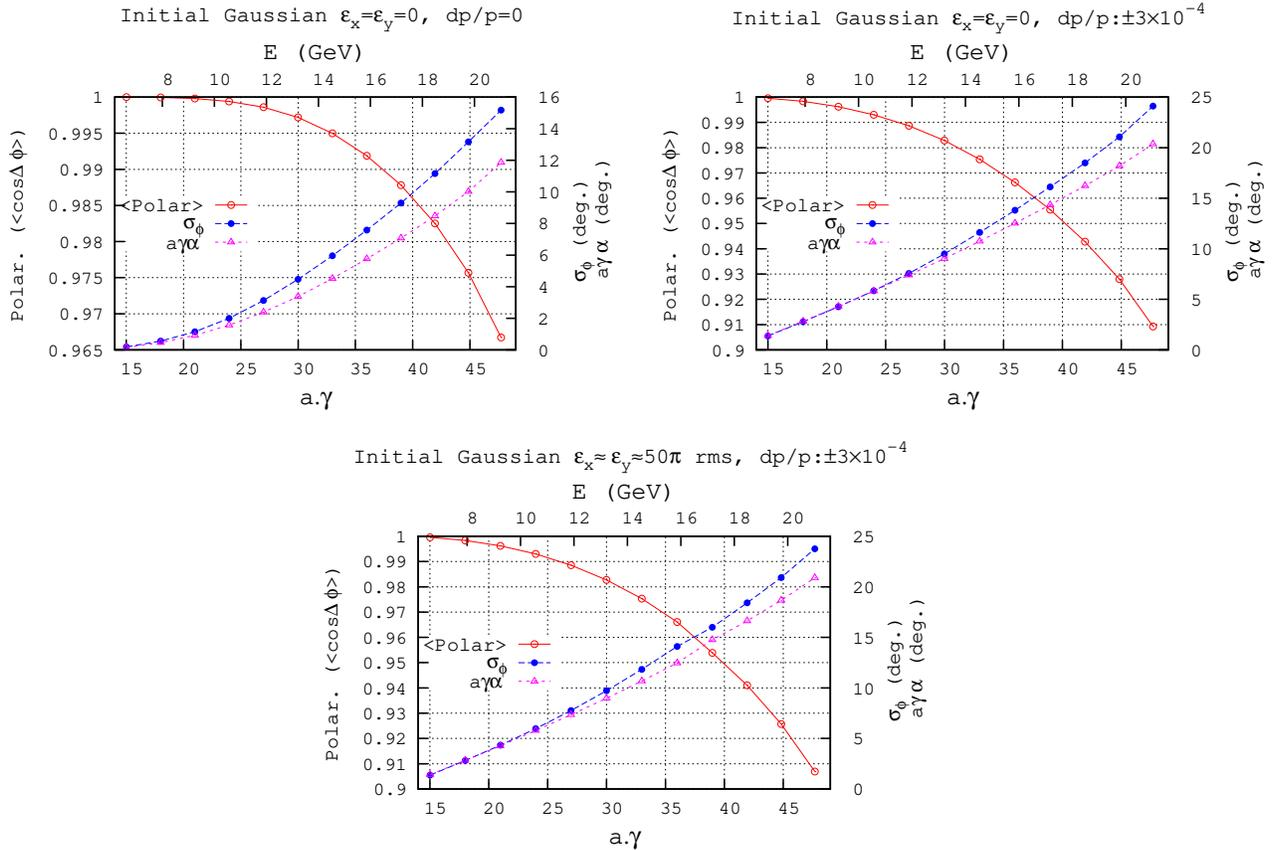 Initial Gaussian εx=εy=0, dp/p=0
E (GeV)
8 10 12 14 16 18 20
1 0.995 0.99 0.985 0.98 0.975 0.97 0.965
Polar. (<cosΔϕ>)
<Polar>
σϕ
aγα
16 14 12 10 8 6 4 2 0
σϕ (deg.)
aγα (deg.)
15 20 25 30 35 40 45
a.γ
Initial Gaussian εx=εy=0, dp/p:±3×10−4
E (GeV)
8 10 12 14 16 18 20
1 0.99 0.98 0.97 0.96 0.95 0.94 0.93 0.92 0.91 0.9
Polar. (<cosΔϕ>)
<Polar>
σϕ
aγα
25 20 15 10 5 0
σϕ (deg.)
aγα (deg.)
15 20 25 30 35 40 45
a.γ
Initial Gaussian εx≈εy≈50π rms, dp/p:±3×10−4
E (GeV)
8 10 12 14 16 18 20
1 0.99 0.98 0.97 0.96 0.95 0.94 0.93 0.92 0.91 0.9
Polar. (<cosΔϕ>)
<Polar>
σϕ
aγα
25 20 15 10 5 0
σϕ (deg.)
aγα (deg.)
15 20 25 30 35 40 45
a.γ